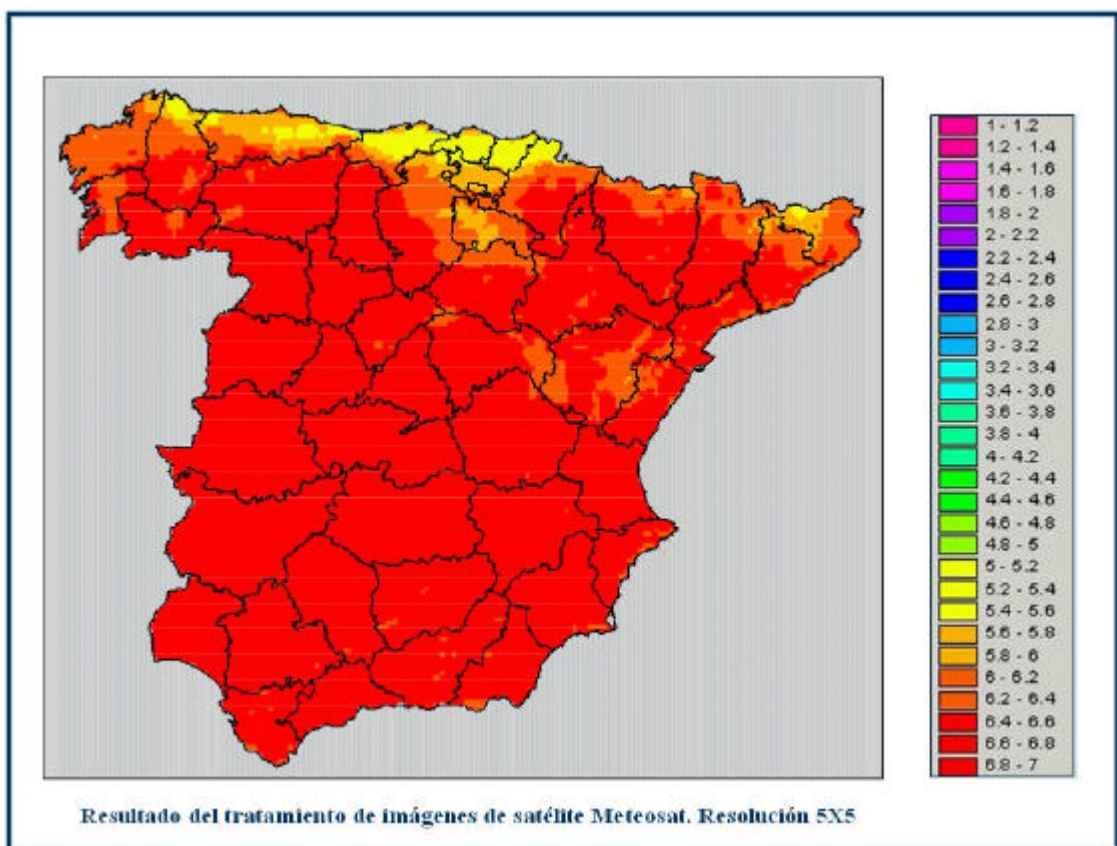 1 - 1.2
1.2 - 1.4
1.4 - 1.6
1.6 - 1.8
1.8 - 2
2 - 2.2
2.2 - 2.4
2.4 - 2.6
2.6 - 2.8
2.8 - 3
3 - 3.2
3.2 - 3.4
3.4 - 3.6
3.6 - 3.8
3.8 - 4
4 - 4.2
4.2 - 4.4
4.4 - 4.6
4.6 - 4.8
4.8 - 5
5 - 5.2
5.2 - 5.4
5.4 - 5.6
5.6 - 5.8
5.8 - 6
6 - 6.2
6.2 - 6.4
6.4 - 6.6
6.6 - 6.8
6.8 - 7
Resultado del tratamiento de imágenes de satélite Meteosat. Resolución 5X5